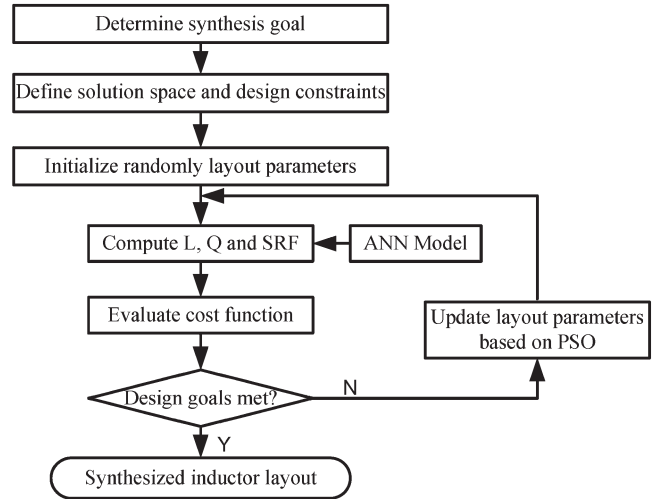 Determine synthesis goal
Define solution space and design constraints
Initialize randomly layout parameters
Compute L, Q and SRF
ANN Model
Evaluate cost function
Update layout parameters
based on PSO
Design goals met?
N
Y
Synthesized inductor layout